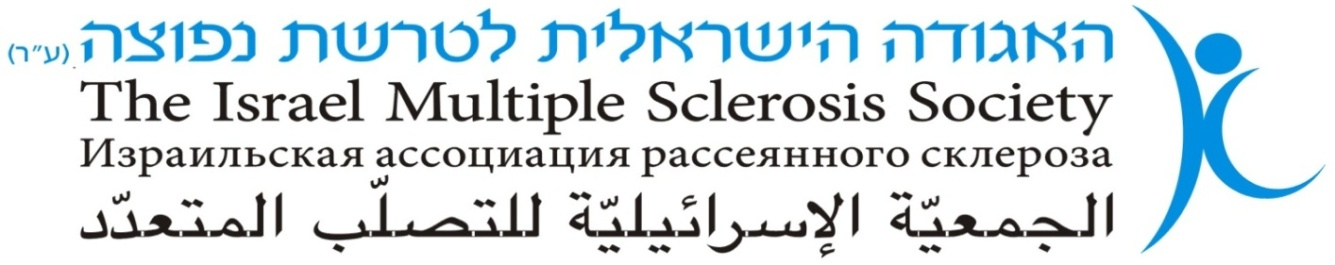 האגודה הישראלית לטרשת נפוצה (ע״ר)
The Israel Multiple Sclerosis Society
Израильская ассоциация рассеянного склероза
الجمعيّة الإسرائيليّة للتصلّب المتعدّد